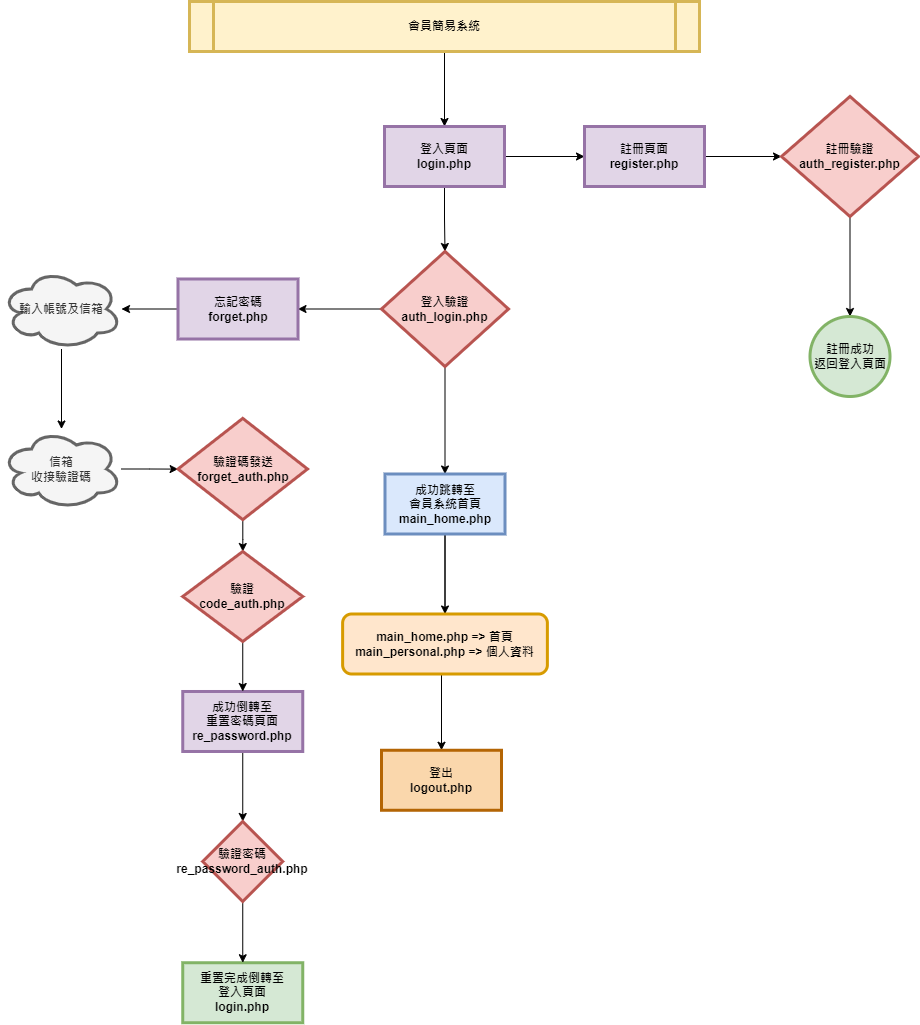 會員簡易系統
登入頁面
login.php
註冊頁面
register.php
註冊驗證
auth_register.php
輸入帳號及信箱
忘記密碼
forget.php
登入驗證
auth_login.php
註冊成功
返回登入頁面
信箱
收接驗證碼
驗證碼發送
forget_auth.php
成功跳轉至
會員系統首頁
main_home.php
驗證
code_auth.php
main_home.php => 首頁
main_personal.php => 個人資料
成功倒轉至
重置密碼頁面
re_password.php
登出
logout.php
驗證密碼
re_password_auth.php
重置完成倒轉至
登入頁面
login.php